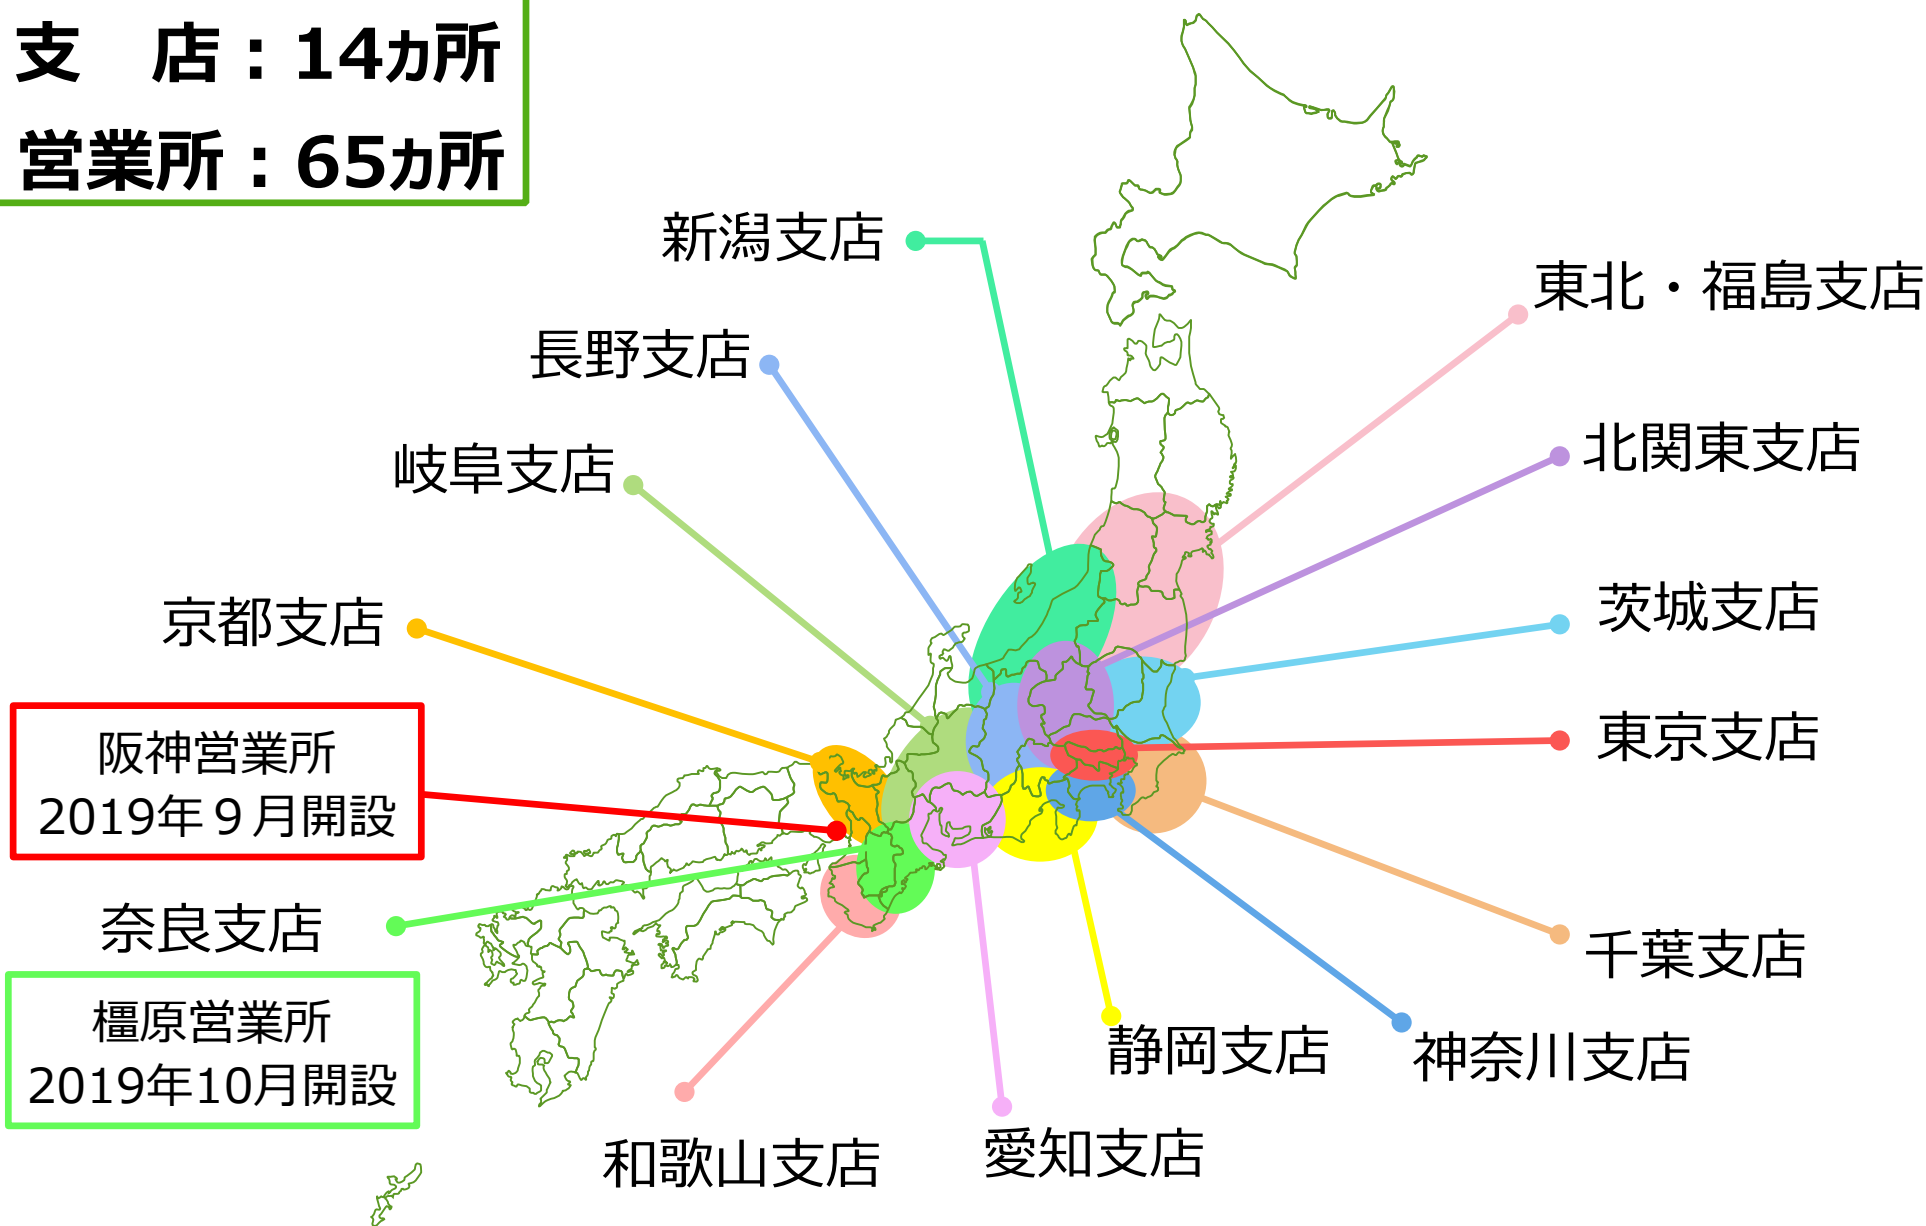 支　店：14ヵ所
営業所：65ヵ所
新潟支店
東北・福島支店
長野支店
北関東支店
岐阜支店
茨城支店
京都支店
東京支店
阪神営業所
2019年９月開設
奈良支店
千葉支店
橿原営業所
2019年10月開設
静岡支店
神奈川支店
愛知支店
和歌山支店